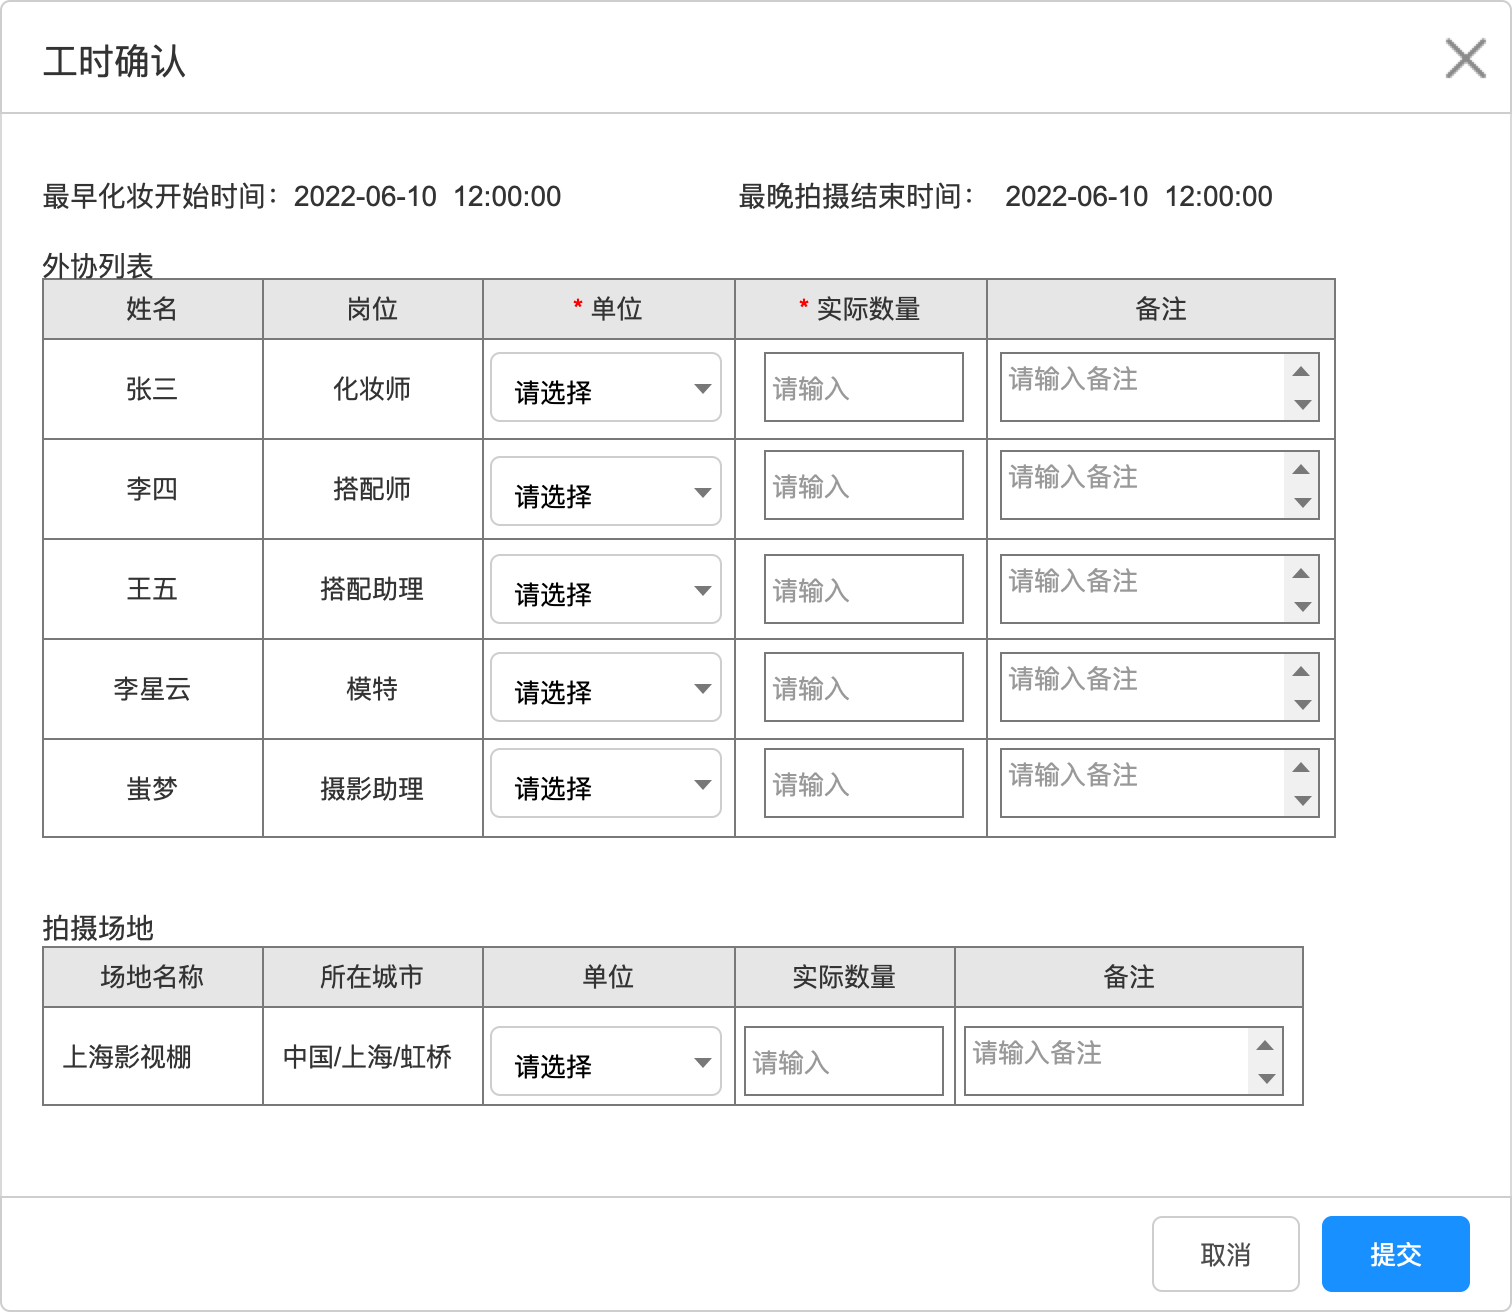 工时确认
最早化妆开始时间：2022-06-10 12:00:00 最晚拍摄结束时间： 2022-06-10 12:00:00
外协列表
姓名 岗位 * 单位 * 实际数量 备注
张三 化妆师 请选择 请输入 请输入备注
李四 搭配师 请选择 请输入 请输入备注
王五 搭配助理 请选择 请输入 请输入备注
李星云 模特 请选择 请输入 请输入备注
蚩梦 摄影助理 请选择 请输入 请输入备注
拍摄场地
场地名称 所在城市 单位 实际数量 备注
上海影视棚 中国/上海/虹桥 请选择 请输入 请输入备注
取消 提交